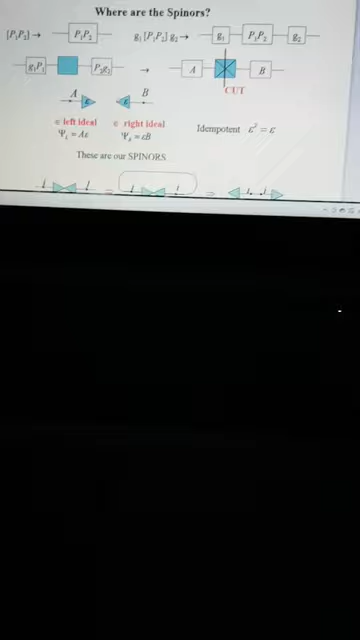 Where are the Spinors?
[P₁P₂] → P₁P₂ g₁ [P₁P₂] g₂ → g₁ P₁P₂ g₂
g₁P₁ P₂g₂ → A B
CUT
A ε ε B
∈ left ideal ∈ right ideal Idempotent ε² = ε
Ψ_L = Aε Ψ_R = εB
These are our SPINORS
= =